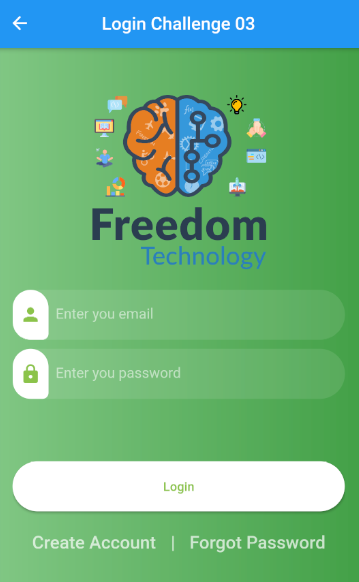 Login Challenge 03
Freedom
Technology
Enter you email
Enter you password
Login
Create Account | Forgot Password